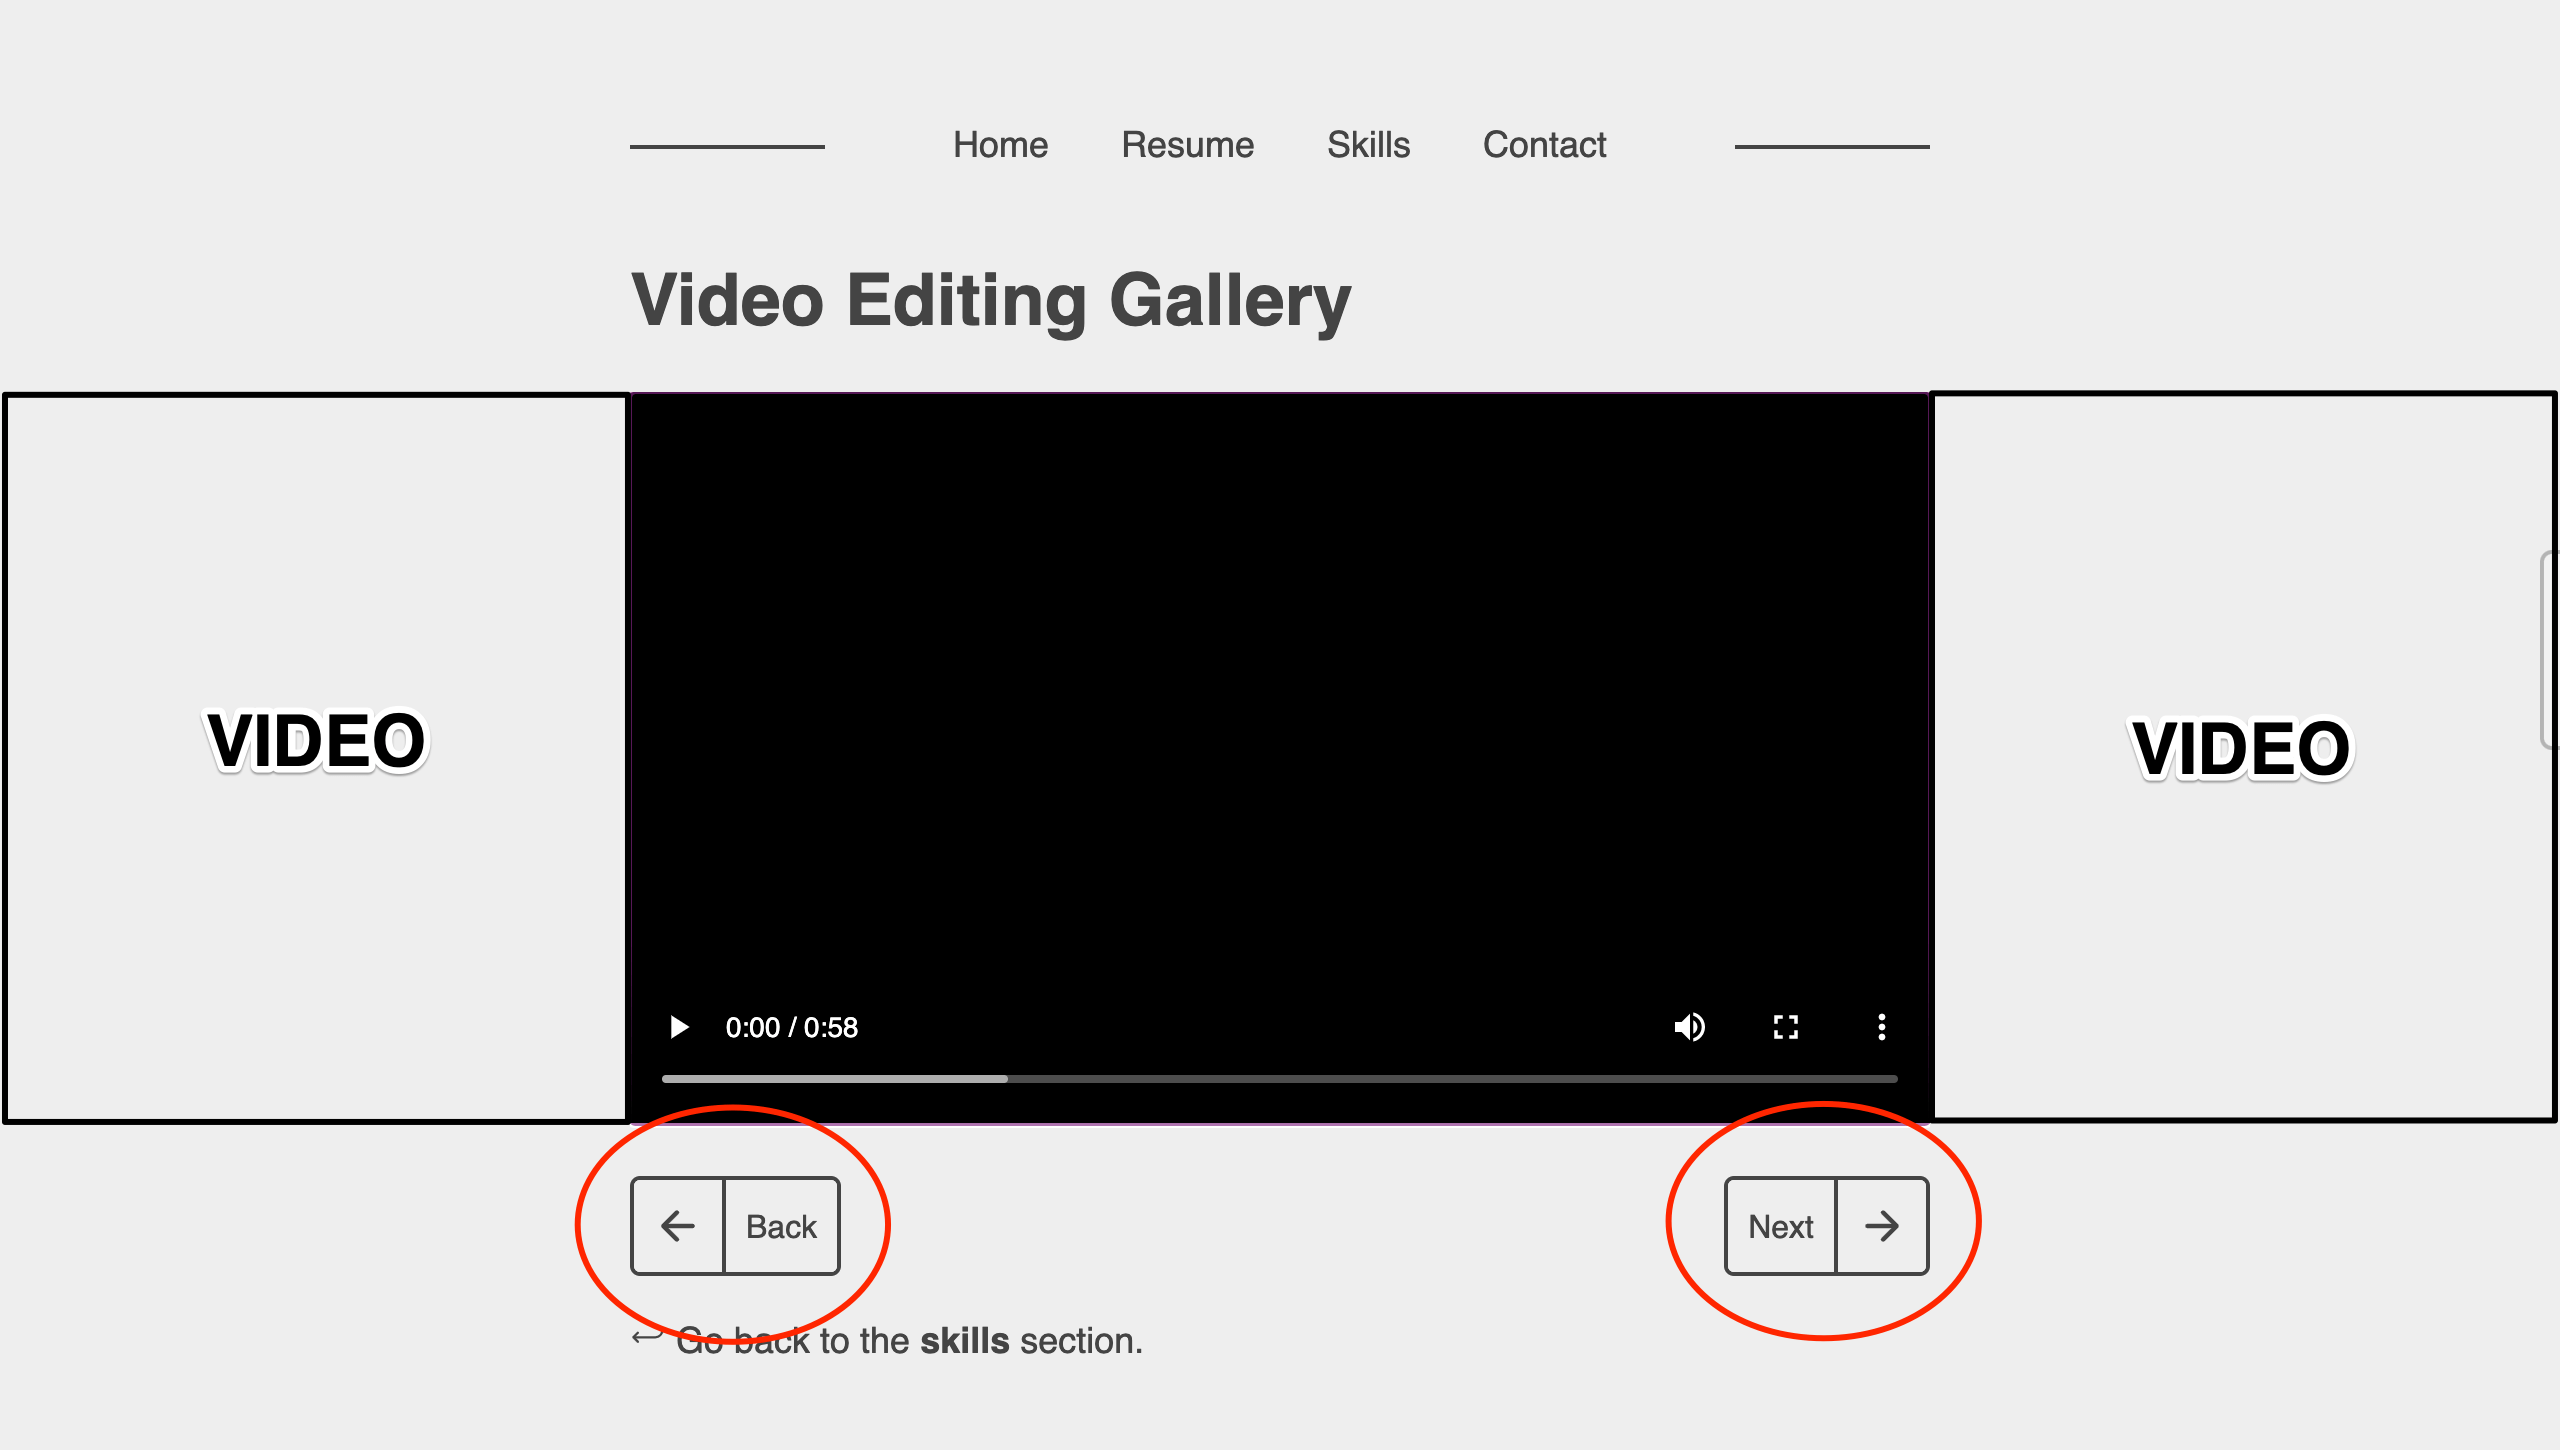 Home Resume Skills Contact
Video Editing Gallery
VIDEO
VIDEO
0:00 / 0:58
Back
Next
Go back to the skills section.